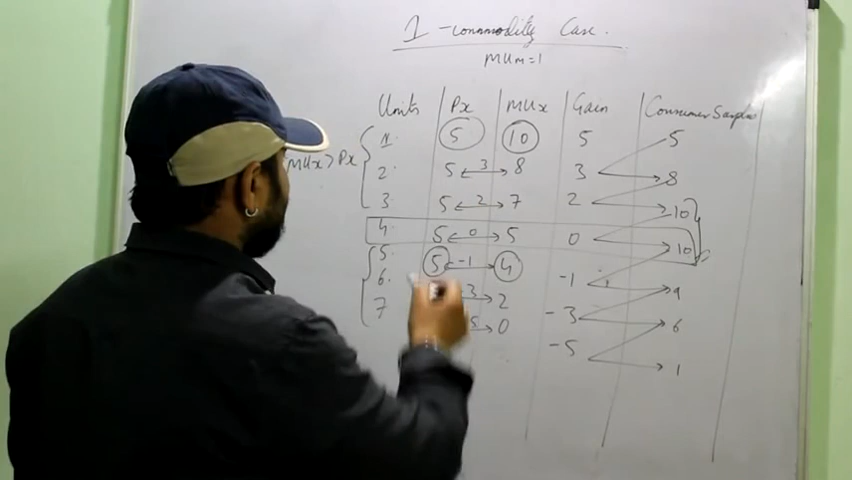 1 - commodity Case.
MUm=1
Units Px MUx Gain Consumer Surplus
1. 5 10 5 5
MUx > Px
2. 5 3 8 3 8
3. 5 2 7 2 10
4. 5 0 5 0 10
5. 5 -1 4 -1 9
6. 3 2 -3 6
7 5 0 -5 1